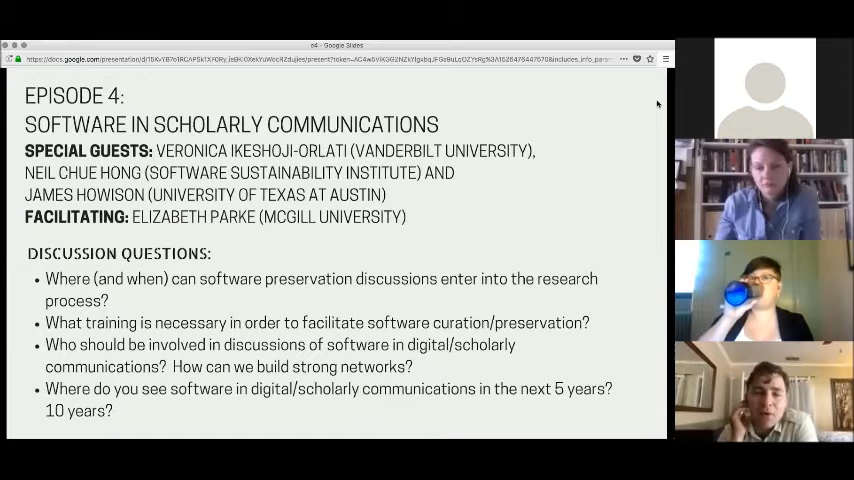 e4 - Google Slides
EPISODE 4:
SOFTWARE IN SCHOLARLY COMMUNICATIONS
SPECIAL GUESTS: VERONICA IKESHOJI-ORLATI (VANDERBILT UNIVERSITY),
NEIL CHUE HONG (SOFTWARE SUSTAINABILITY INSTITUTE) AND
JAMES HOWISON (UNIVERSITY OF TEXAS AT AUSTIN)
FACILITATING: ELIZABETH PARKE (MCGILL UNIVERSITY)
DISCUSSION QUESTIONS:
• Where (and when) can software preservation discussions enter into the research
process?
• What training is necessary in order to facilitate software curation/preservation?
• Who should be involved in discussions of software in digital/scholarly
communications? How can we build strong networks?
• Where do you see software in digital/scholarly communications in the next 5 years?
10 years?